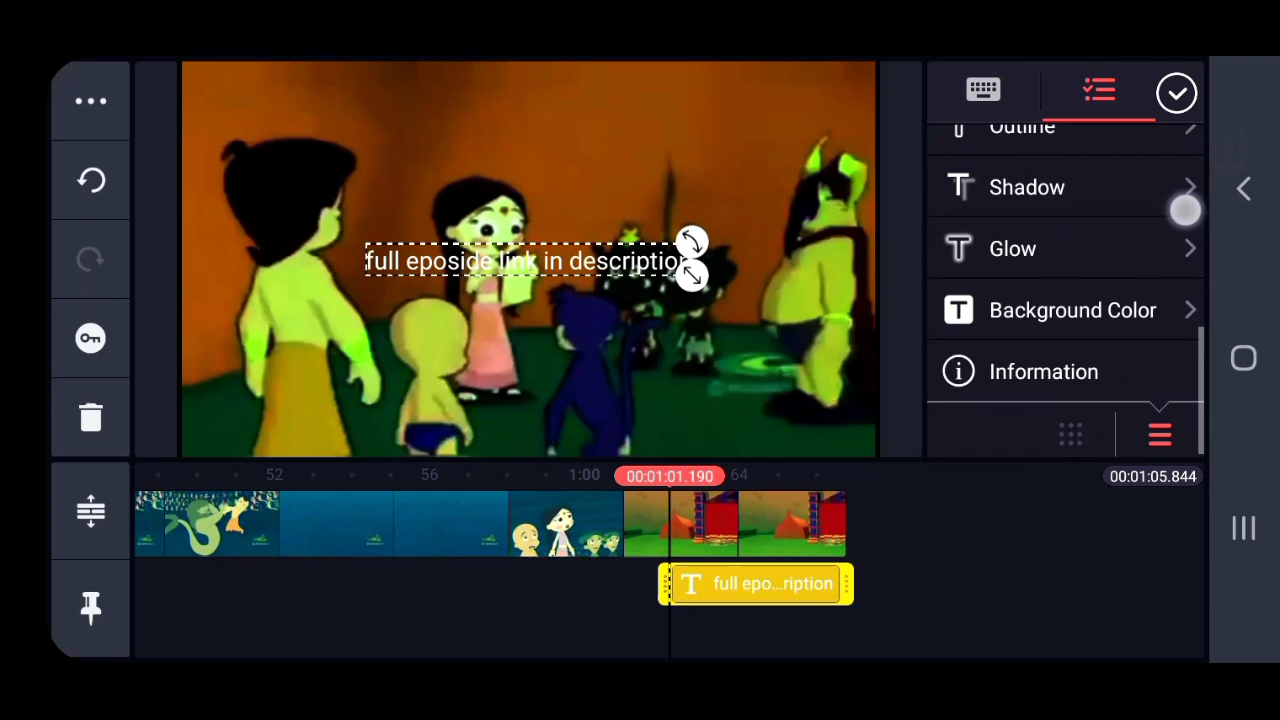 Outline
Shadow
Glow
Background Color
Information
full eposide link in description
52
56
1:00
00:01:01.190
64
00:01:05.844
T full epo...ription